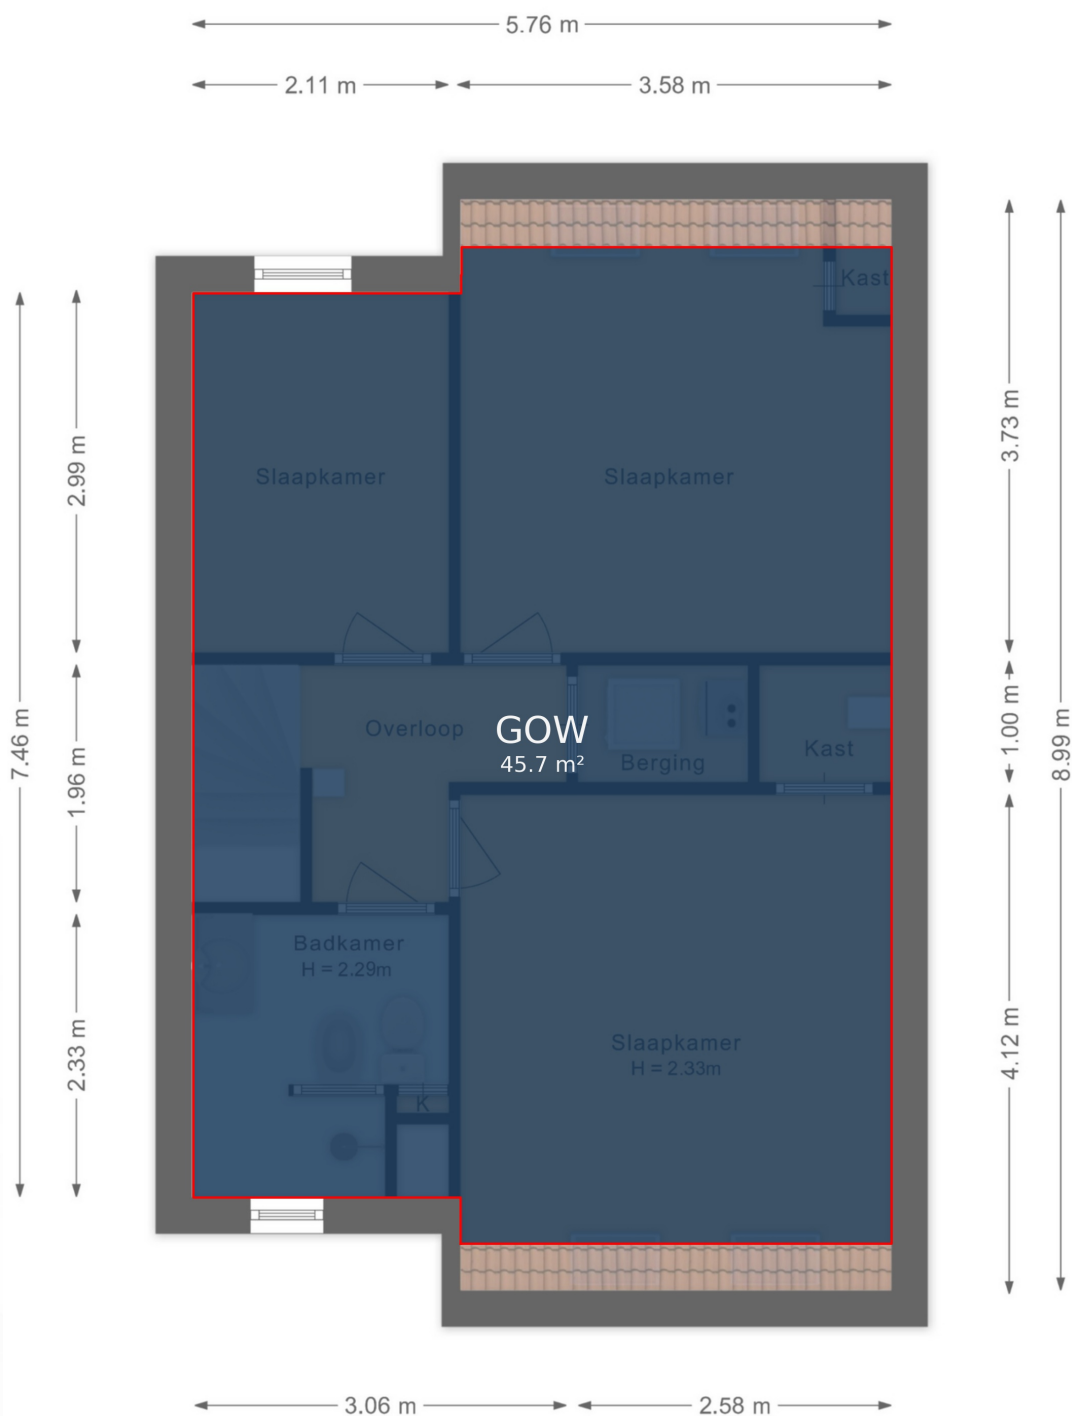 5.76 m
2.11 m
3.58 m
Kast
3.73 m
2.99 m
Slaapkamer
Slaapkamer
7.46 m
1.96 m
Overloop
GOW
45.7 m²
Berging
Kast
1.00 m
8.99 m
Badkamer
H = 2.29m
2.33 m
Slaapkamer
H = 2.33m
4.12 m
K
3.06 m
2.58 m